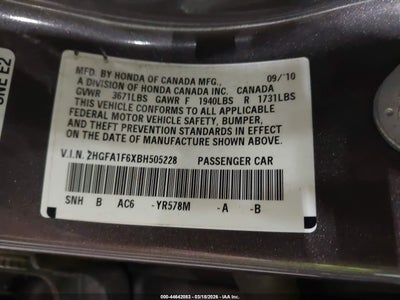 SNE E2
MFD. BY HONDA OF CANADA MFG., 09/'10
A DIVISION OF HONDA CANADA INC. CANADA
GVWR 3671LBS GAWR F 1940LBS R 1731LBS
THIS VEHICLE CONFORMS TO ALL APPLICABLE
FEDERAL MOTOR VEHICLE SAFETY, BUMPER,
AND THEFT PREVENTION STANDARDS IN EFFECT
ON THE DATE OF MANUFACTURE SHOWN ABOVE.
V.I.N. 2HGFA1F6XBH505228 PASSENGER CAR
SNH B AC6 -YR578M -A -B
000-44642083 - 03/18/2026 - IAA Inc.